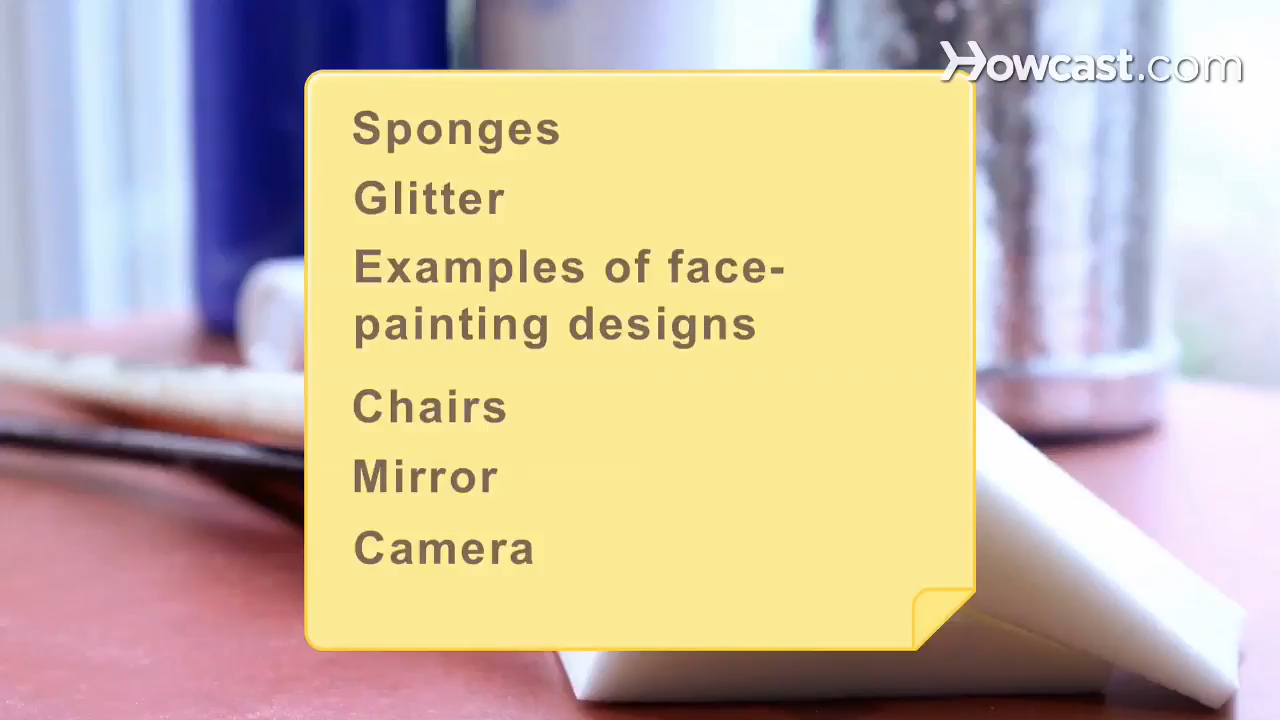 Howcast.com
Sponges
Glitter
Examples of face-
painting designs
Chairs
Mirror
Camera